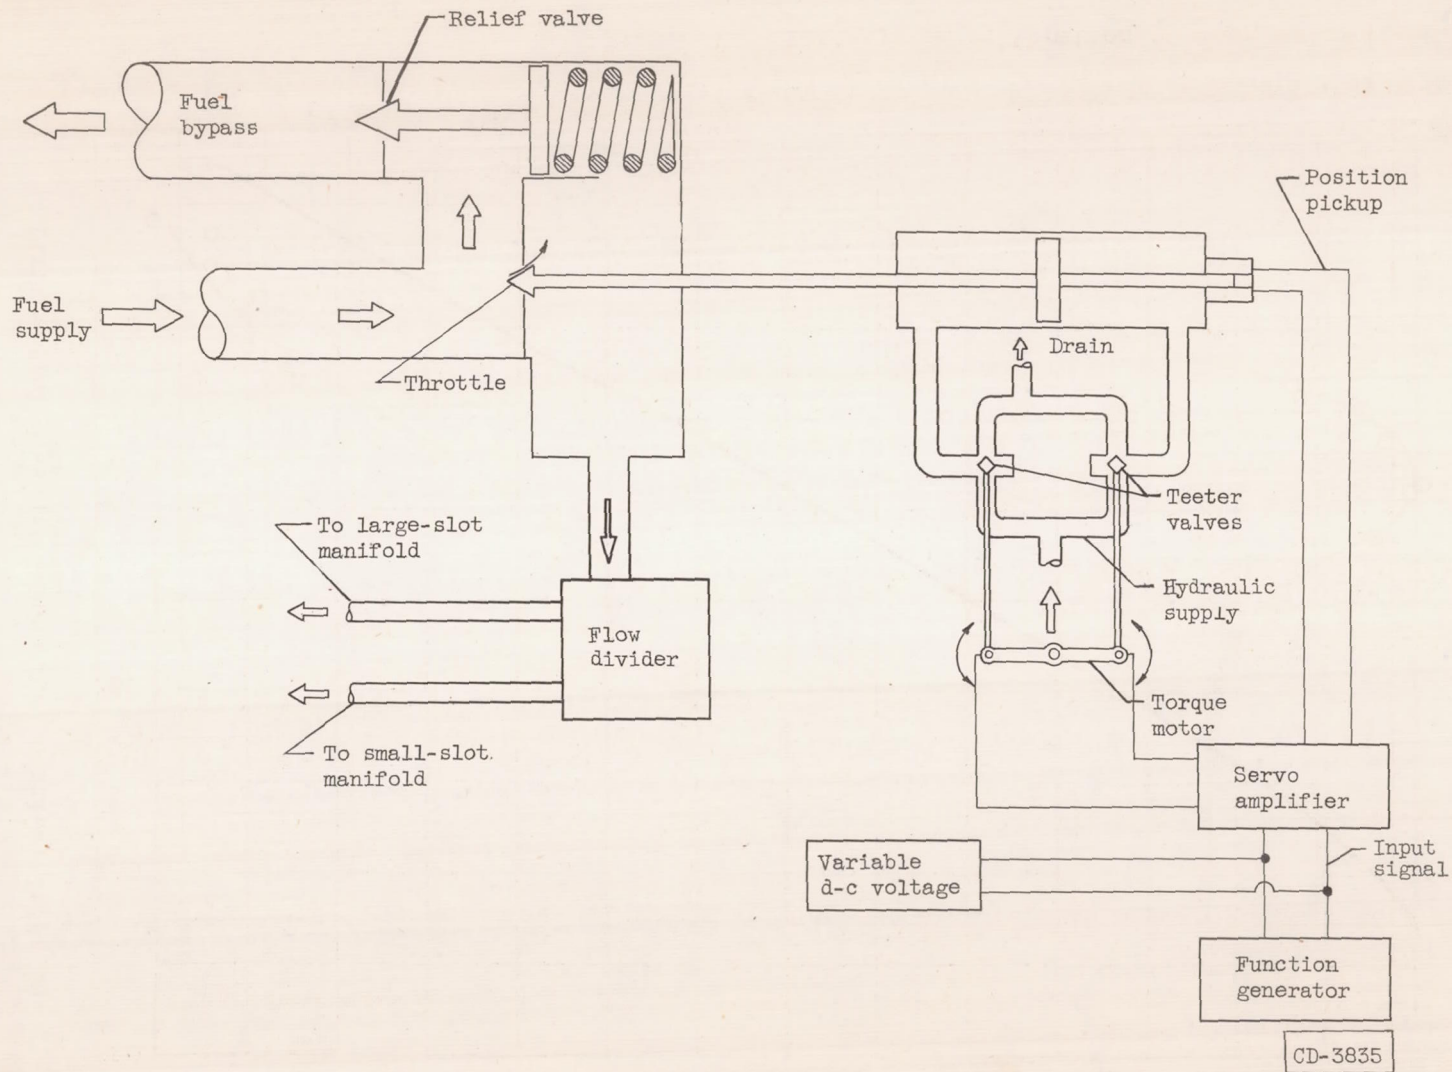 Relief valve
Fuel
bypass
Position
pickup
Fuel
supply
Throttle
Drain
Teeter
valves
To large-slot
manifold
Hydraulic
supply
Flow
divider
Torque
motor
To small-slot.
manifold
Servo
amplifier
Variable
d-c voltage
Input
signal
Function
generator
CD-3835